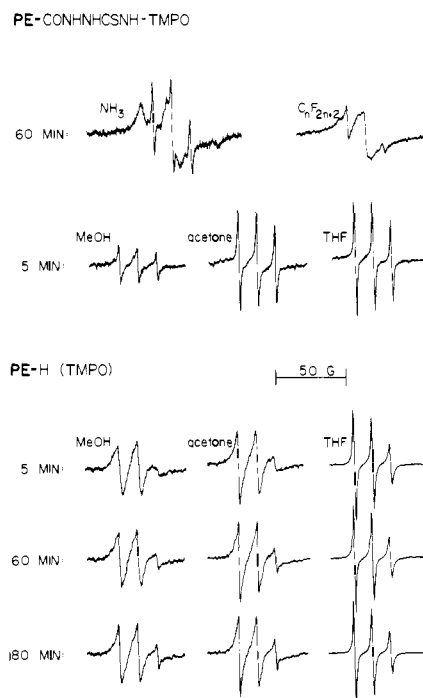 PE-CONHNHCSNH-TMPO
NH₃ CₙF₂ₙ₊₂
60 MIN:
MeOH acetone THF
5 MIN:
PE-H (TMPO) 50 G
MeOH acetone THF
5 MIN:
60 MIN:
180 MIN: